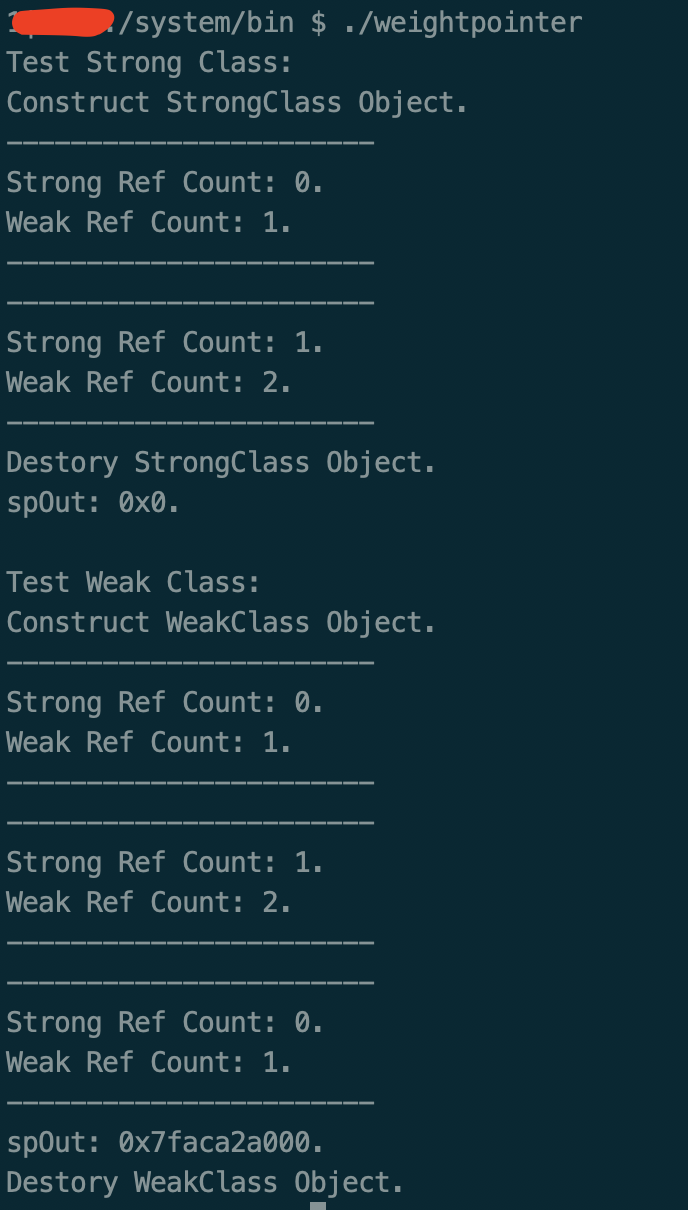 ./system/bin $ ./weightpointer
Test Strong Class:
Construct StrongClass Object.
-----------------------
Strong Ref Count: 0.
Weak Ref Count: 1.
-----------------------
-----------------------
Strong Ref Count: 1.
Weak Ref Count: 2.
-----------------------
Destory StrongClass Object.
spOut: 0x0.

Test Weak Class:
Construct WeakClass Object.
-----------------------
Strong Ref Count: 0.
Weak Ref Count: 1.
-----------------------
-----------------------
Strong Ref Count: 1.
Weak Ref Count: 2.
-----------------------
-----------------------
Strong Ref Count: 0.
Weak Ref Count: 1.
-----------------------
spOut: 0x7faca2a000.
Destory WeakClass Object.